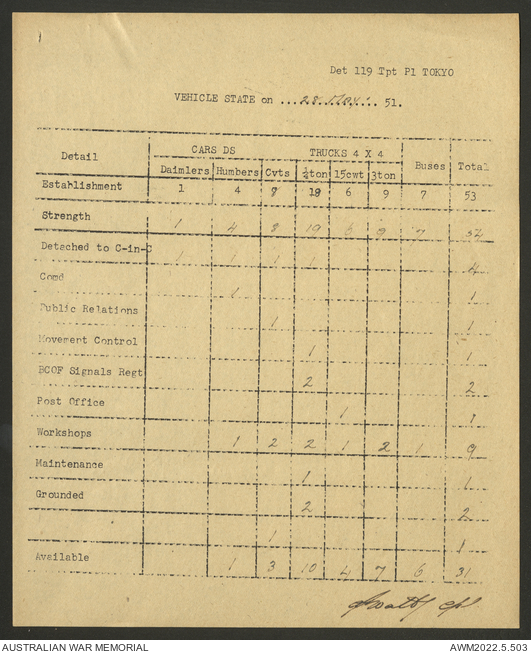 Det 119 Tpt Pl TOKYO
VEHICLE STATE on ...28 May... 51.
Detail CARS DS TRUCKS 4 X 4 Buses Total
Daimlers Humbers Cvts ½ton 15cwt 3ton
Establishment 1 4 19 6 9 7 53
Strength 1 4 8 19 6 9 7
Detached to C-in-C 1 1 1 1 4
Comd 1 1
Public Relations 1 1
Movement Control 1 1
BCOF Signals Regt 2 2
Post Office 1 1
Workshops 1 2 2 1 2 1 9
Maintenance 1 1
Grounded 2 2
1 1
Available 1 3 10 4 7 6 31
Cpl
AUSTRALIAN WAR MEMORIAL AWM2022.5.503